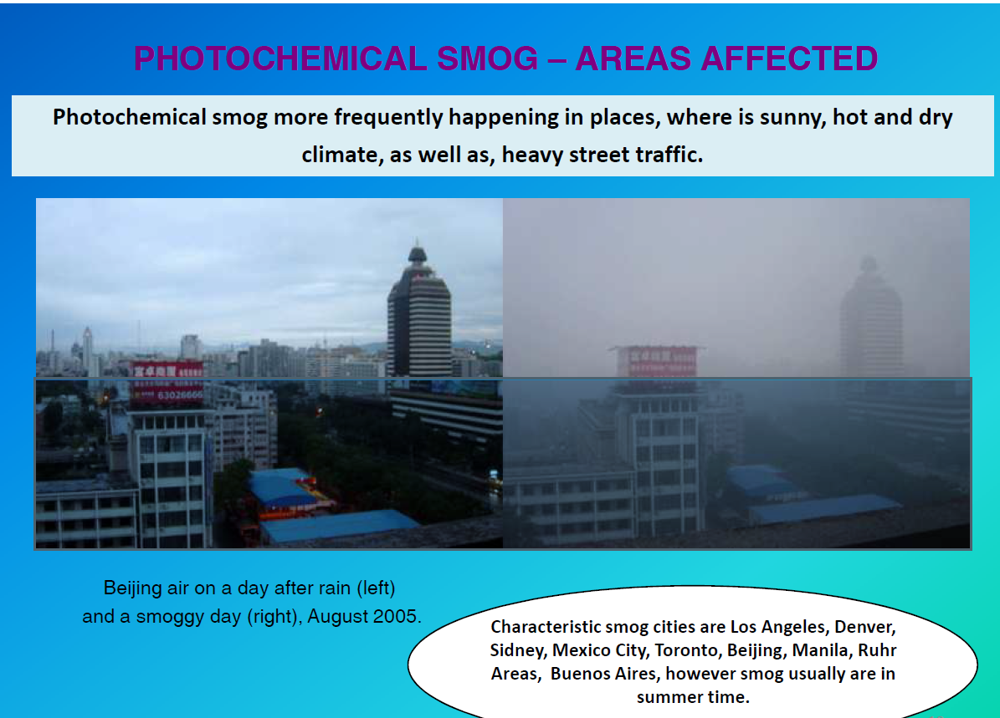 PHOTOCHEMICAL SMOG – AREAS AFFECTED
Photochemical smog more frequently happening in places, where is sunny, hot and dry
climate, as well as, heavy street traffic.
63026666
Beijing air on a day after rain (left)
and a smoggy day (right), August 2005.
Characteristic smog cities are Los Angeles, Denver,
Sidney, Mexico City, Toronto, Beijing, Manila, Ruhr
Areas, Buenos Aires, however smog usually are in
summer time.